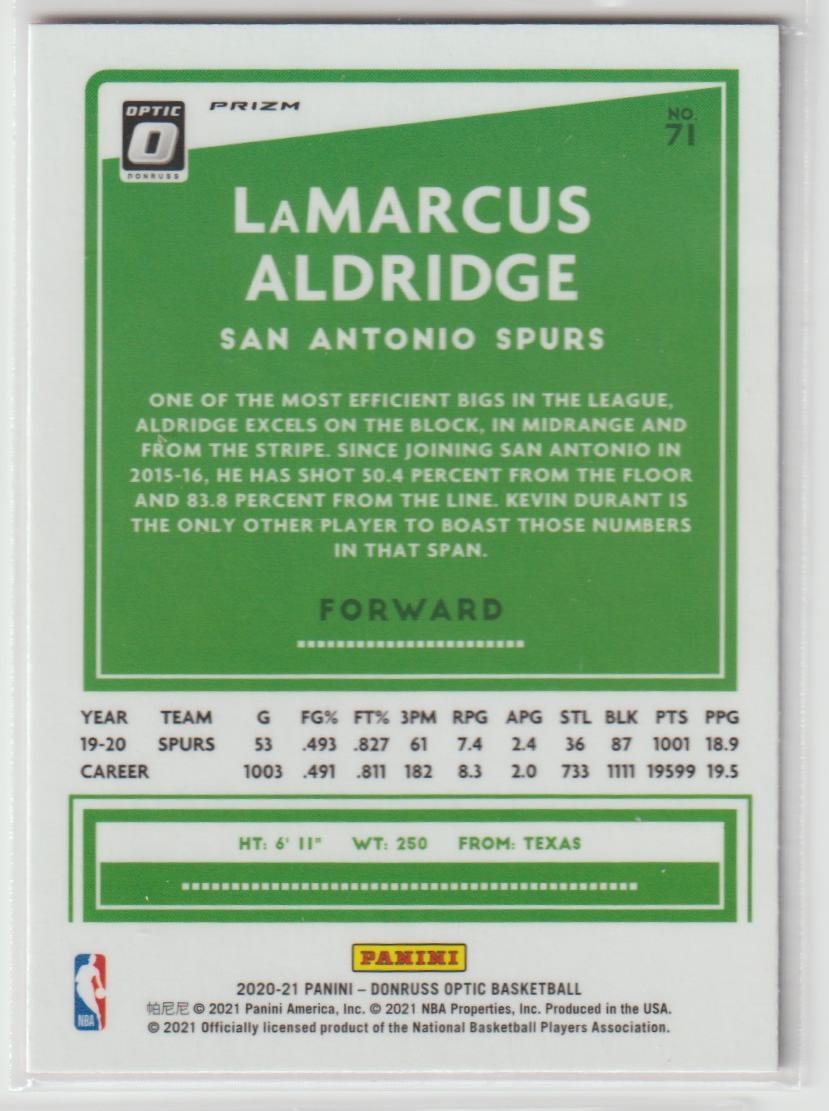 OPTIC
DONRUSS
PRIZM
NO.
71
LaMARCUS
ALDRIDGE
SAN ANTONIO SPURS
ONE OF THE MOST EFFICIENT BIGS IN THE LEAGUE,
ALDRIDGE EXCELS ON THE BLOCK, IN MIDRANGE AND
FROM THE STRIPE. SINCE JOINING SAN ANTONIO IN
2015-16, HE HAS SHOT 50.4 PERCENT FROM THE FLOOR
AND 83.8 PERCENT FROM THE LINE. KEVIN DURANT IS
THE ONLY OTHER PLAYER TO BOAST THOSE NUMBERS
IN THAT SPAN.
FORWARD
YEAR TEAM G FG% FT% 3PM RPG APG STL BLK PTS PPG
19-20 SPURS 53 .493 .827 61 7.4 2.4 36 87 1001 18.9
CAREER 1003 .491 .811 182 8.3 2.0 733 1111 19599 19.5
HT: 6' 11" WT: 250 FROM: TEXAS
PANINI
NBA
2020-21 PANINI – DONRUSS OPTIC BASKETBALL
帕尼尼 © 2021 Panini America, Inc. © 2021 NBA Properties, Inc. Produced in the USA.
© 2021 Officially licensed product of the National Basketball Players Association.